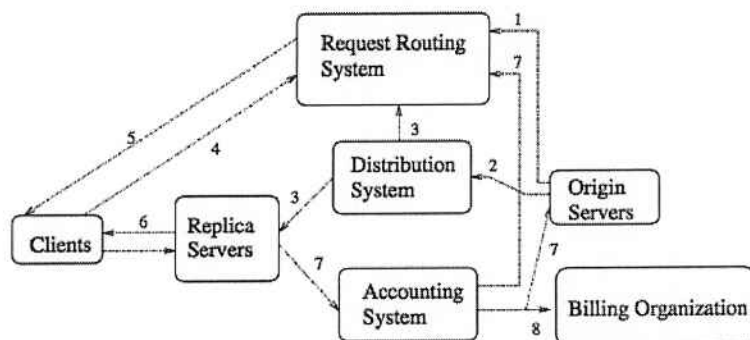 1
Request Routing
System
7
5
4
3
Distribution
System
2
Origin
Servers
3
6
Clients
Replica
Servers
7
7
Accounting
System
Billing Organization
8